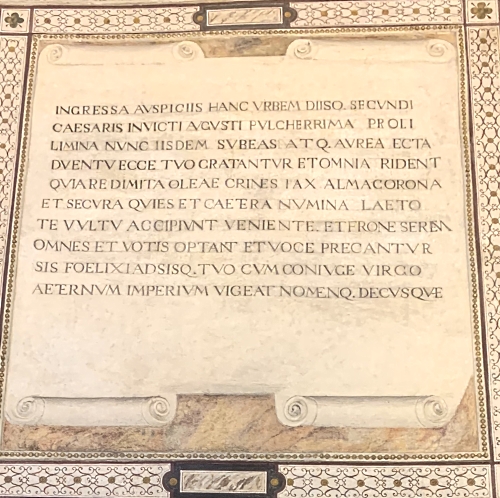 INGRESSA AVSPICIIS HANC VRBEM DIISQ. SECVNDI
CAESARIS INVICTI AVGVSTI PVLCHERRIMA PROLI
LIMINA NVNC IISDEM SVBEAS ATQ. AVREA ECTA
DVENTV ECCE TVO GRATANTVR ET OMNIA RIDENT
QVIA REDIMITA OLEAE CRINES PAX ALMA CORONA
ET SECVRA QVIES ET CAETERA NVMINA LAETO
TE VVLTV ACCIPIVNT VENIENTE. ET FRONE SEREN
OMNES ET VOTIS OPTANT ET VOCE PRECANTVR
SIS FOELIX ADSISQ. TVO CVM CONIVGE VIRGO
AETERNVM IMPERIVM VIGEAT NOMENQ. DECVSQVE